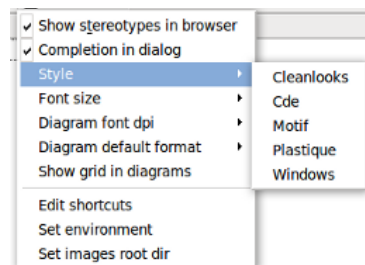 Show stereotypes in browser
Completion in dialog
Style
Font size
Diagram font dpi
Diagram default format
Show grid in diagrams
Edit shortcuts
Set environment
Set images root dir
Cleanlooks
Cde
Motif
Plastique
Windows